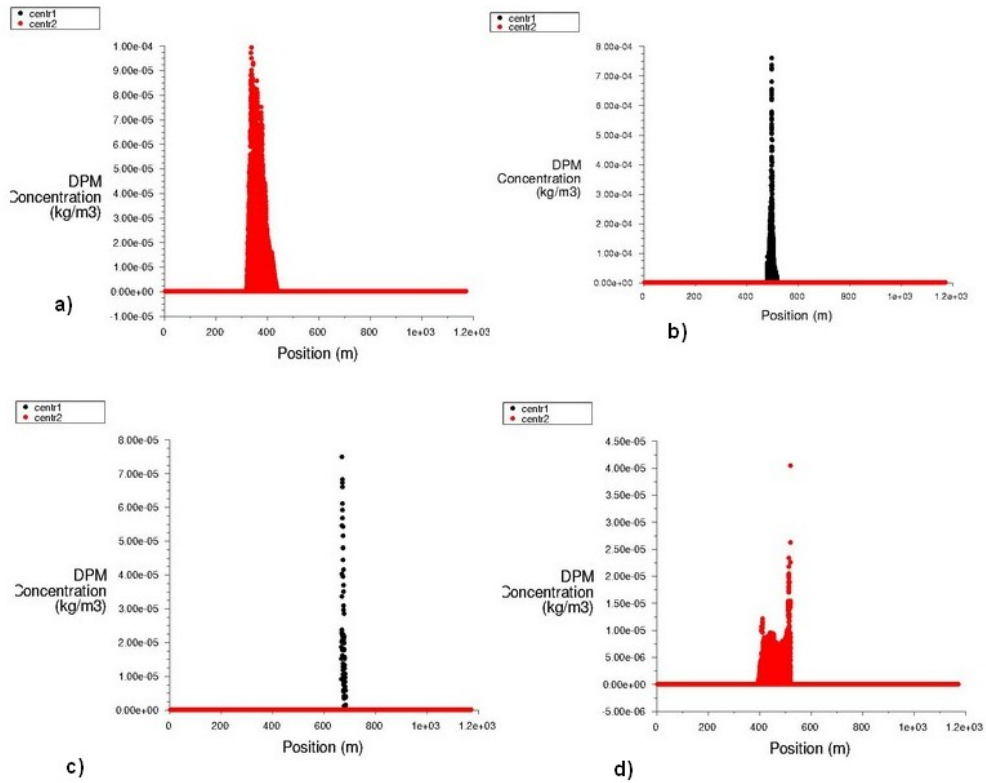 centr1
centr2
1.00e-04
9.00e-05
8.00e-05
7.00e-05
6.00e-05
5.00e-05
4.00e-05
3.00e-05
2.00e-05
1.00e-05
0.00e+00
-1.00e-05
DPM
Concentration
(kg/m3)
0 200 400 600 800 1e+03 1.2e+03
Position (m)
a)
centr1
centr2
8.00e-04
7.00e-04
6.00e-04
5.00e-04
4.00e-04
3.00e-04
2.00e-04
1.00e-04
0.00e+00
DPM
Concentration
(kg/m3)
0 200 400 600 800 1e+03 1.2e+03
Position (m)
b)
centr1
centr2
8.00e-05
7.00e-05
6.00e-05
5.00e-05
4.00e-05
3.00e-05
2.00e-05
1.00e-05
0.00e+00
DPM
Concentration
(kg/m3)
0 200 400 600 800 1e+03 1.2e+03
Position (m)
c)
centr1
centr2
4.50e-05
4.00e-05
3.50e-05
3.00e-05
2.50e-05
2.00e-05
1.50e-05
1.00e-05
5.00e-06
0.00e+00
-5.00e-06
DPM
Concentration
(kg/m3)
0 200 400 600 800 1e+03 1.2e+03
Position (m)
d)